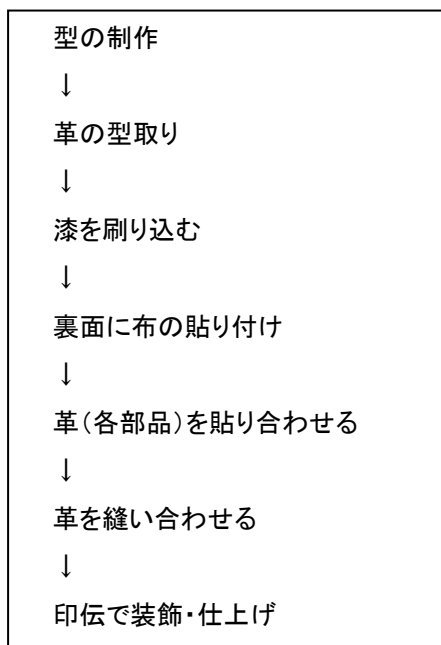 型の制作
↓
革の型取り
↓
漆を刷り込む
↓
裏面に布の貼り付け
↓
革(各部品)を貼り合わせる
↓
革を縫い合わせる
↓
印伝で装飾・仕上げ